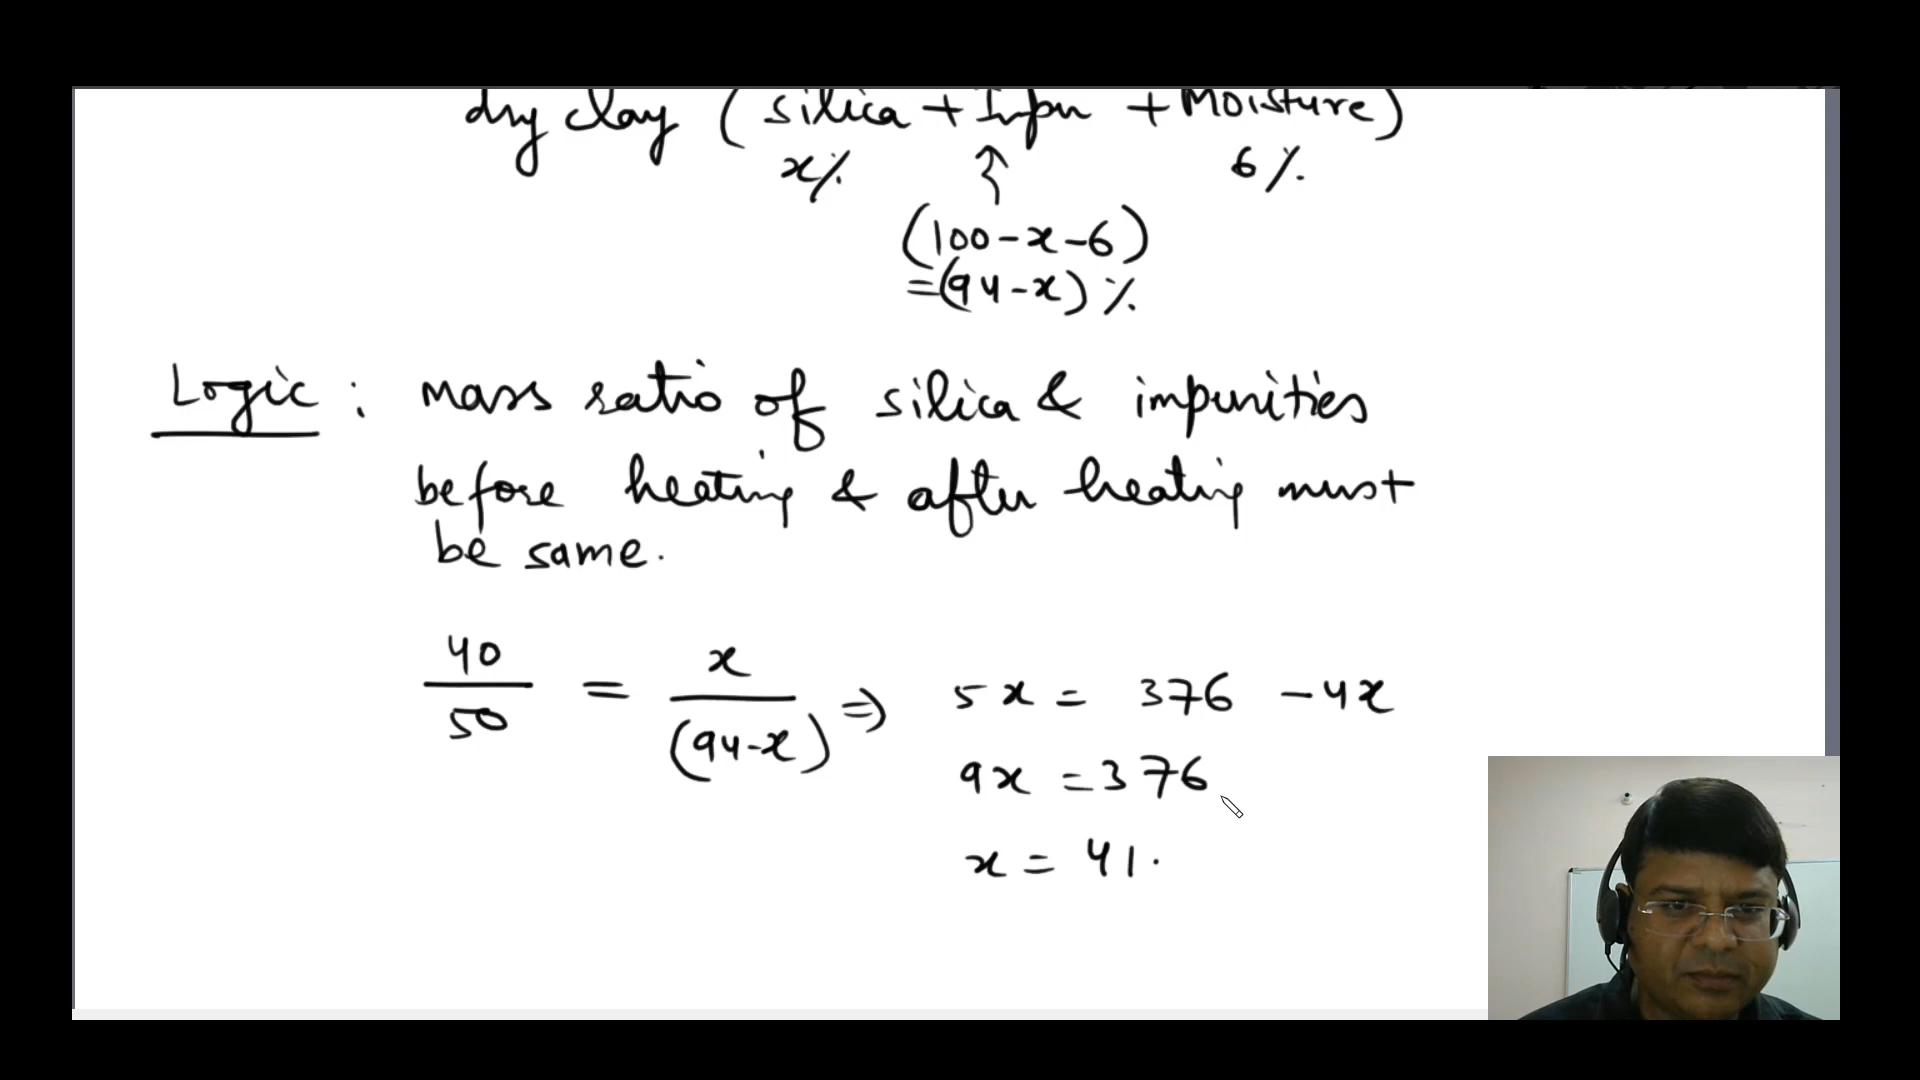 dry clay ( silica + Impu + Moisture )
x% 6%
(100-x-6)
=(94-x) %
Logic : mass ratio of silica & impurities
before heating & after heating must
be same.
40/50 = x/(94-x) => 5x = 376 - 4x
9x = 376
x = 41.